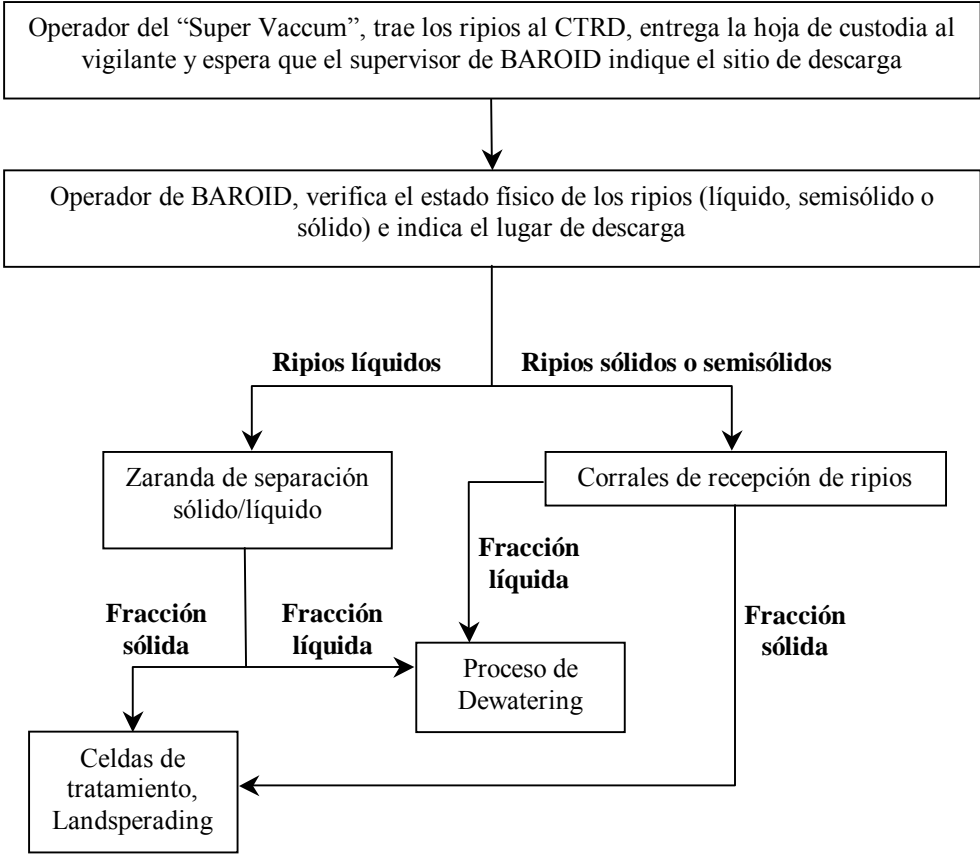 Operador del “Super Vaccum”, trae los ripios al CTRD, entrega la hoja de custodia al
vigilante y espera que el supervisor de BAROID indique el sitio de descarga
Operador de BAROID, verifica el estado físico de los ripios (líquido, semisólido o
sólido) e indica el lugar de descarga
Ripios líquidos
Ripios sólidos o semisólidos
Zaranda de separación
sólido/líquido
Corrales de recepción de ripios
Fracción
líquida
Fracción
sólida
Fracción
líquida
Fracción
sólida
Proceso de
Dewatering
Celdas de
tratamiento,
Landsperading